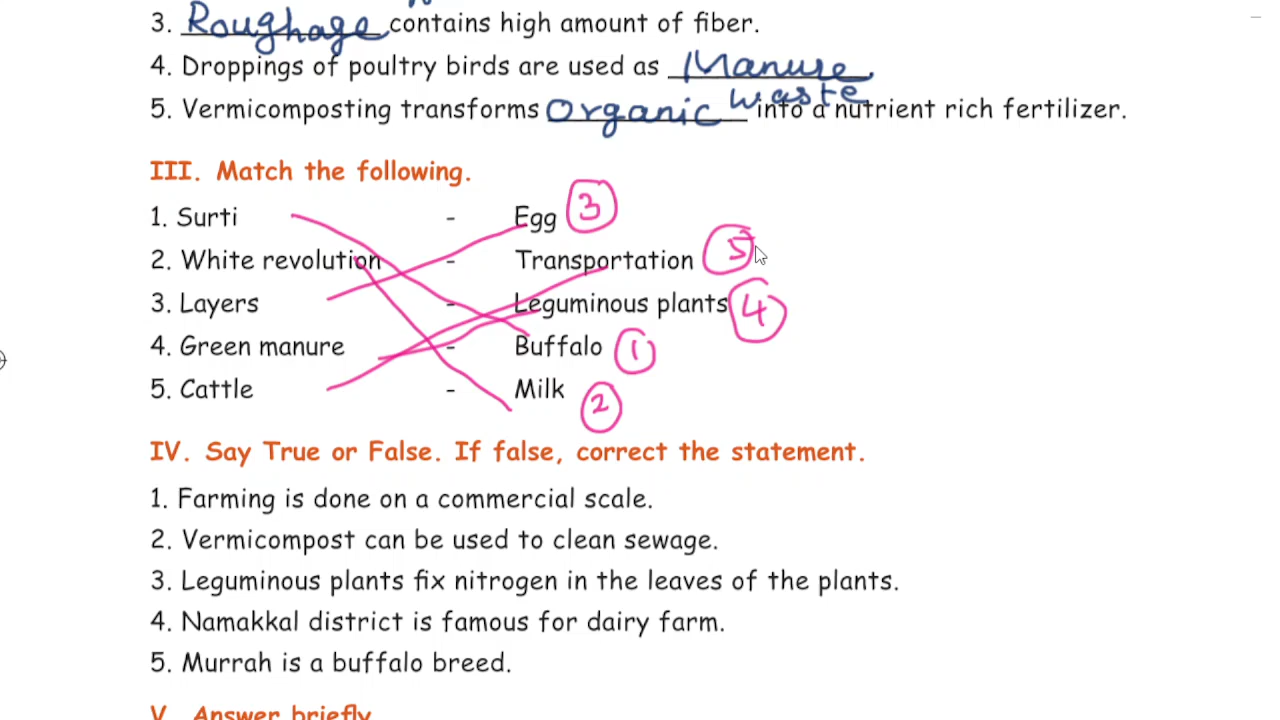 3. Roughage contains high amount of fiber.
4. Droppings of poultry birds are used as Manure.
5. Vermicomposting transforms Organic waste into a nutrient rich fertilizer.
III. Match the following.
1. Surti - Egg 3
2. White revolution - Transportation 5
3. Layers - Leguminous plants 4
4. Green manure - Buffalo 1
5. Cattle - Milk 2
IV. Say True or False. If false, correct the statement.
1. Farming is done on a commercial scale.
2. Vermicompost can be used to clean sewage.
3. Leguminous plants fix nitrogen in the leaves of the plants.
4. Namakkal district is famous for dairy farm.
5. Murrah is a buffalo breed.
V. Answer briefly